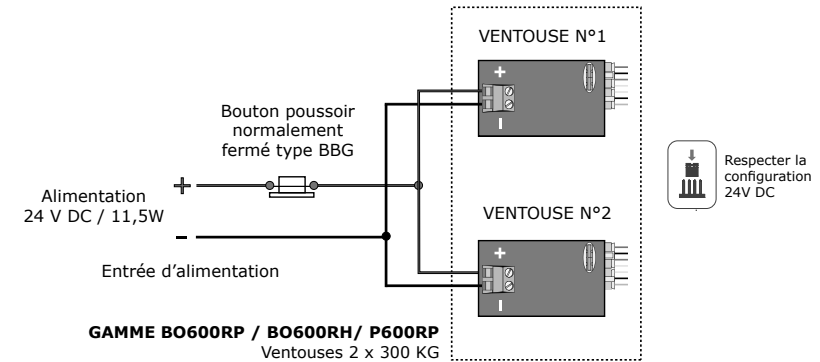 VENTOUSE N°1
+
–
Bouton poussoir
normalement
fermé type BBG
+
Alimentation
24 V DC / 11,5W
-
Entrée d’alimentation
Respecter la
configuration
24V DC
VENTOUSE N°2
+
–
GAMME BO600RP / BO600RH/ P600RP
Ventouses 2 x 300 KG